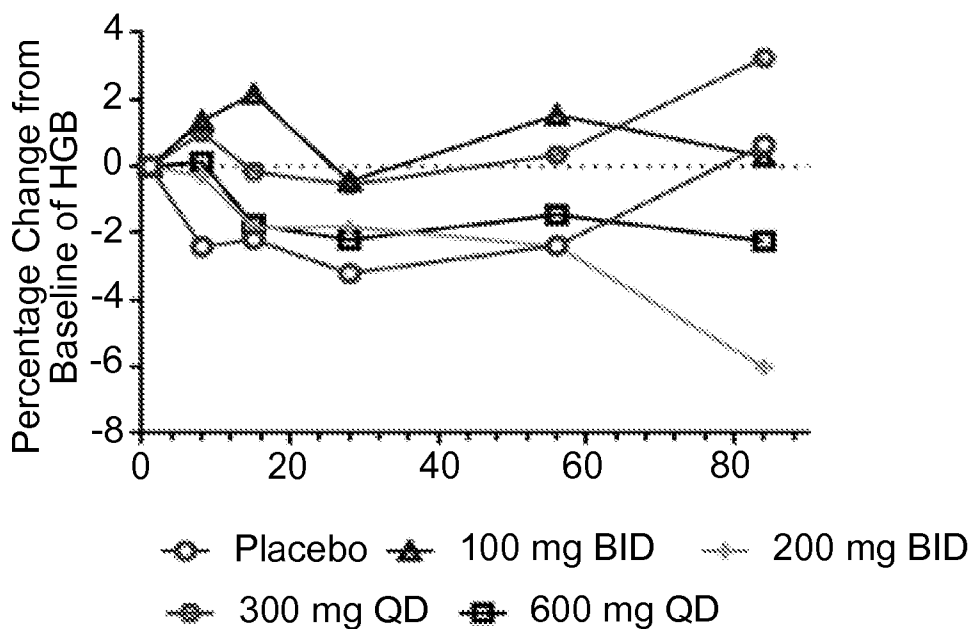 Percentage Change from
Baseline of HGB
4
2
0
-2
-4
-6
-8
0 20 40 60 80
Placebo 100 mg BID 200 mg BID
300 mg QD 600 mg QD